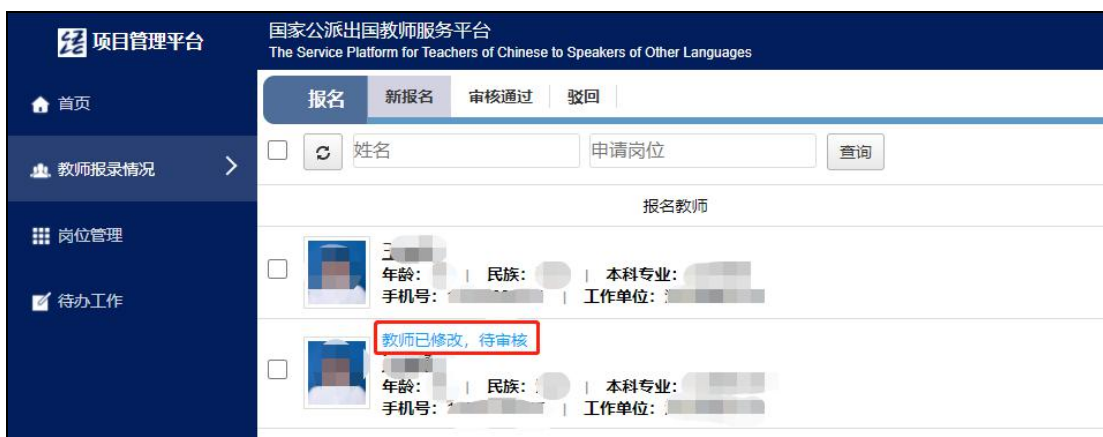 项目管理平台
国家公派出国教师服务平台
The Service Platform for Teachers of Chinese to Speakers of Other Languages
首页
教师报录情况
岗位管理
待办工作
报名 新报名 审核通过 驳回
姓名 申请岗位 查询
报名教师
年龄： 民族： 本科专业：
手机号： 工作单位：
教师已修改，待审核
年龄： 民族： 本科专业：
手机号： 工作单位：